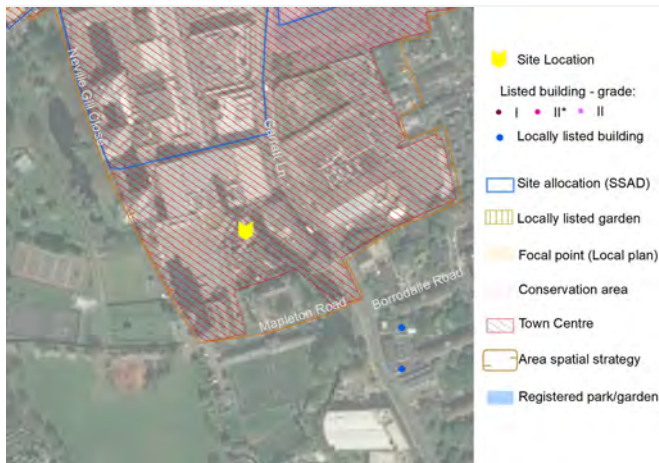 Neville Gill Close
Garratt Ln
Mapleton Road
Borrodaile Road
Site Location
Listed building - grade:
I
II*
II
Locally listed building
Site allocation (SSAD)
Locally listed garden
Focal point (Local plan)
Conservation area
Town Centre
Area spatial strategy
Registered park/garden